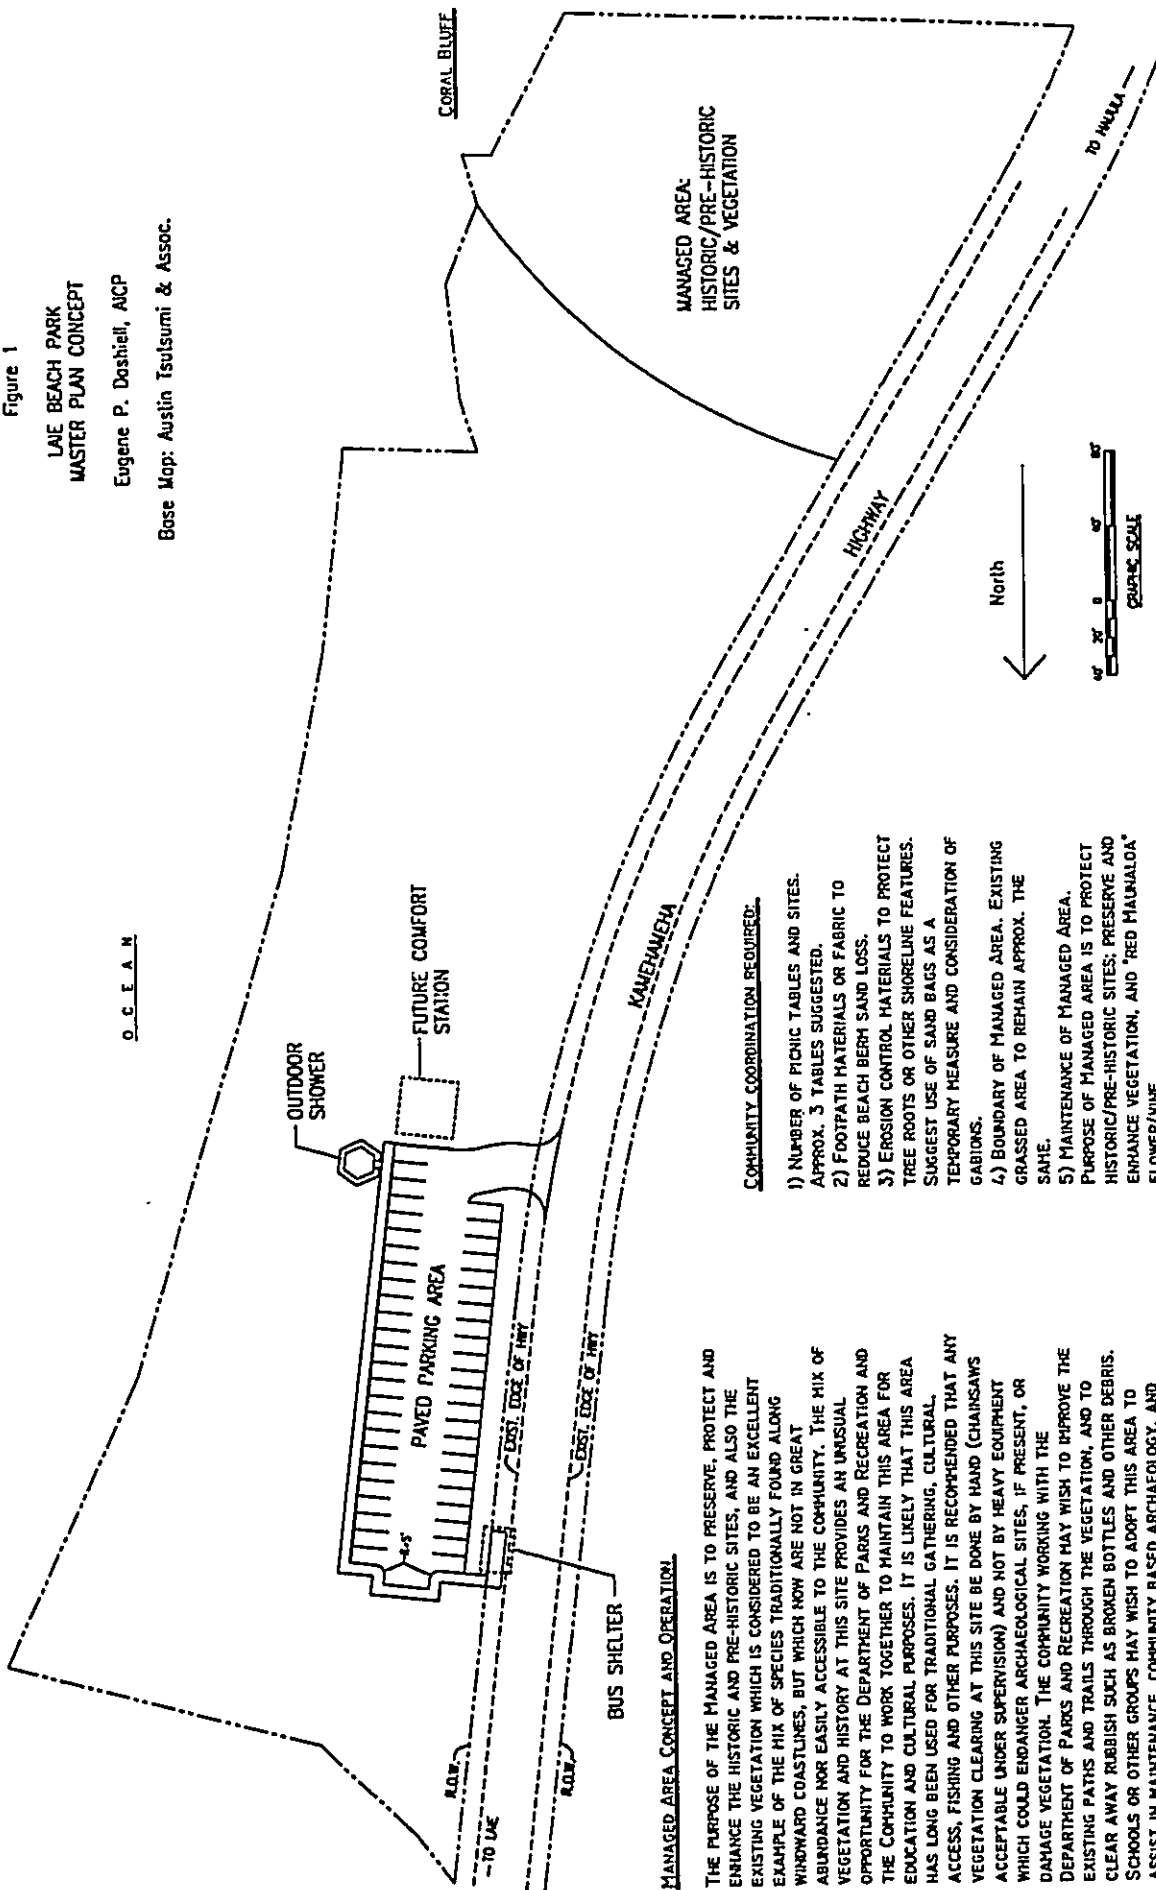 Figure 1
LAIE BEACH PARK
MASTER PLAN CONCEPT
Eugene P. Dashiell, AICP
Base Map: Austin Tsutsumi & Assoc.
OCEAN
CORAL BLUFF
MANAGED AREA:
HISTORIC/PRE-HISTORIC
SITES & VEGETATION
OUTDOOR
SHOWER
FUTURE COMFORT
STATION
PAVED PARKING AREA
R=5'
EXIST. EDGE OF HWY
EXIST. EDGE OF HWY
BUS SHELTER
R.O.W.
R.O.W.
TO LAIE
KAMEHAMEHA
HIGHWAY
TO HAUULA
North
40' 20' 0 40' 80'
GRAPHIC SCALE
MANAGED AREA CONCEPT AND OPERATION
THE PURPOSE OF THE MANAGED AREA IS TO PRESERVE, PROTECT AND
ENHANCE THE HISTORIC AND PRE-HISTORIC SITES, AND ALSO THE
EXISTING VEGETATION WHICH IS CONSIDERED TO BE AN EXCELLENT
EXAMPLE OF THE MIX OF SPECIES TRADITIONALLY FOUND ALONG
WINDWARD COASTLINES, BUT WHICH NOW ARE NOT IN GREAT
ABUNDANCE NOR EASILY ACCESSIBLE TO THE COMMUNITY. THE MIX OF
VEGETATION AND HISTORY AT THIS SITE PROVIDES AN UNUSUAL
OPPORTUNITY FOR THE DEPARTMENT OF PARKS AND RECREATION AND
THE COMMUNITY TO WORK TOGETHER TO MAINTAIN THIS AREA FOR
EDUCATION AND CULTURAL PURPOSES. IT IS LIKELY THAT THIS AREA
HAS LONG BEEN USED FOR TRADITIONAL GATHERING, CULTURAL,
ACCESS, FISHING AND OTHER PURPOSES. IT IS RECOMMENDED THAT ANY
VEGETATION CLEARING AT THIS SITE BE DONE BY HAND (CHAINSAWS
ACCEPTABLE UNDER SUPERVISION) AND NOT BY HEAVY EQUIPMENT
WHICH COULD ENDANGER ARCHAEOLOGICAL SITES, IF PRESENT, OR
DAMAGE VEGETATION. THE COMMUNITY WORKING WITH THE
DEPARTMENT OF PARKS AND RECREATION MAY WISH TO IMPROVE THE
EXISTING PATHS AND TRAILS THROUGH THE VEGETATION, AND TO
CLEAR AWAY RUBBISH SUCH AS BROKEN BOTTLES AND OTHER DEBRIS.
SCHOOLS OR OTHER GROUPS MAY WISH TO ADOPT THIS AREA TO
ASSIST IN MAINTENANCE, COMMUNITY BASED ARCHAEOLOGY, AND
COMMUNITY COORDINATION REQUIRED:
1) NUMBER OF PICNIC TABLES AND SITES.
APPROX. 3 TABLES SUGGESTED.
2) FOOTPATH MATERIALS OR FABRIC TO
REDUCE BEACH BERM SAND LOSS.
3) EROSION CONTROL MATERIALS TO PROTECT
TREE ROOTS OR OTHER SHORELINE FEATURES.
SUGGEST USE OF SAND BAGS AS A
TEMPORARY MEASURE AND CONSIDERATION OF
GABIONS.
4) BOUNDARY OF MANAGED AREA. EXISTING
GRASSED AREA TO REMAIN APPROX. THE
SAME.
5) MAINTENANCE OF MANAGED AREA.
PURPOSE OF MANAGED AREA IS TO PROTECT
HISTORIC/PRE-HISTORIC SITES; PRESERVE AND
ENHANCE VEGETATION, AND "RED MAUNALOA"
FLOWER/VINE